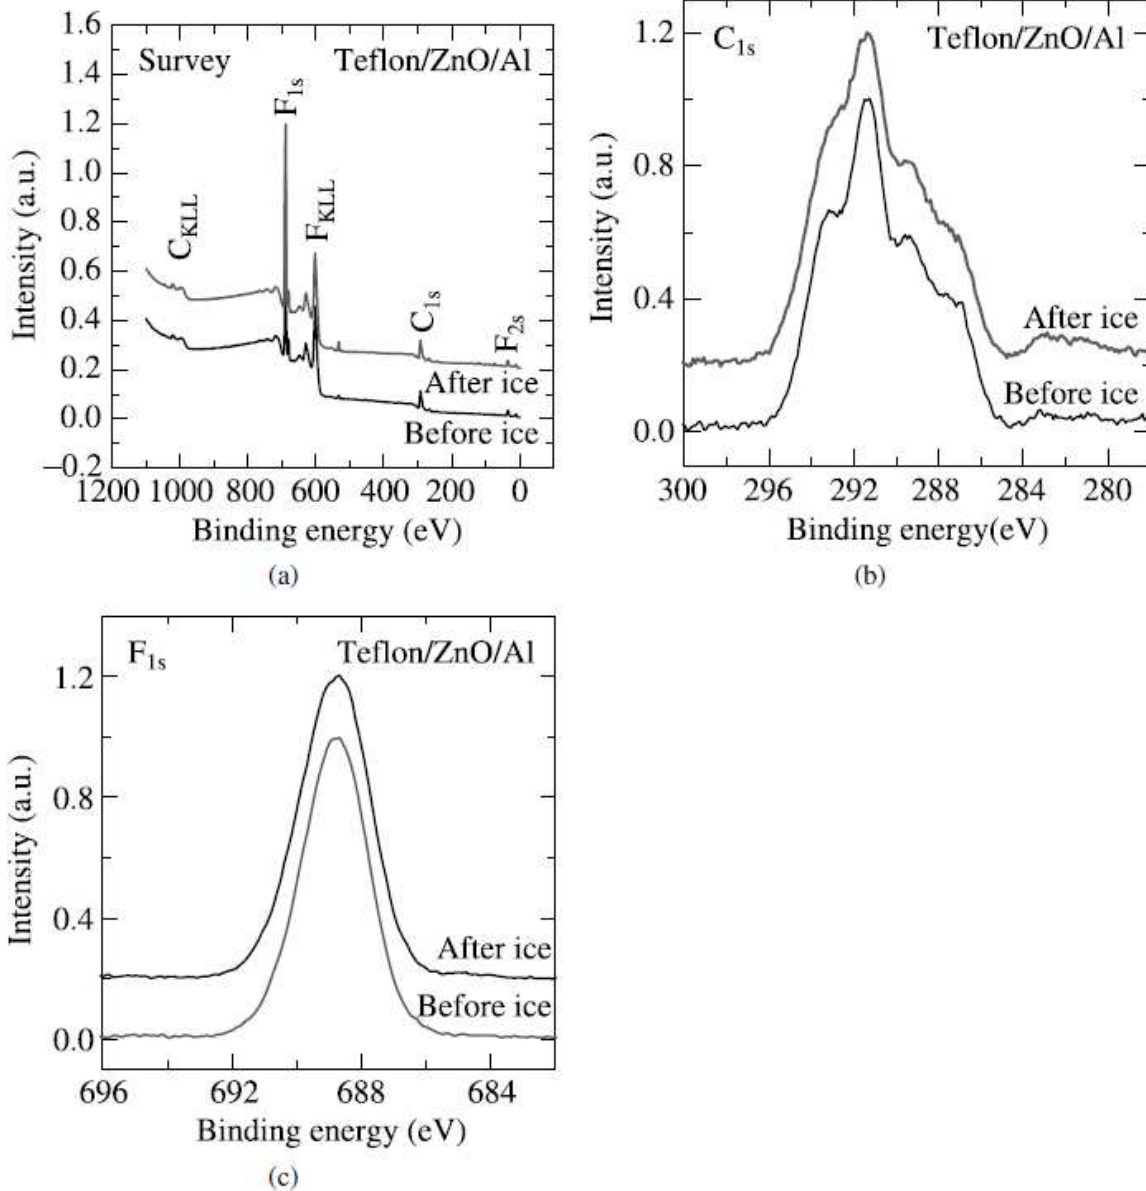 Survey
Teflon/ZnO/Al
F1s
FKLL
CKLL
C1s
F2s
After ice
Before ice
1.6
1.4
1.2
1.0
0.8
0.6
0.4
0.2
0.0
–0.2
1200 1000 800 600 400 200 0
Intensity (a.u.)
Binding energy (eV)
(a)
C1s
Teflon/ZnO/Al
1.2
0.8
0.4
0.0
After ice
Before ice
300 296 292 288 284 280
Intensity (a.u.)
Binding energy(eV)
(b)
F1s
Teflon/ZnO/Al
1.2
0.8
0.4
0.0
After ice
Before ice
696 692 688 684
Intensity (a.u.)
Binding energy (eV)
(c)